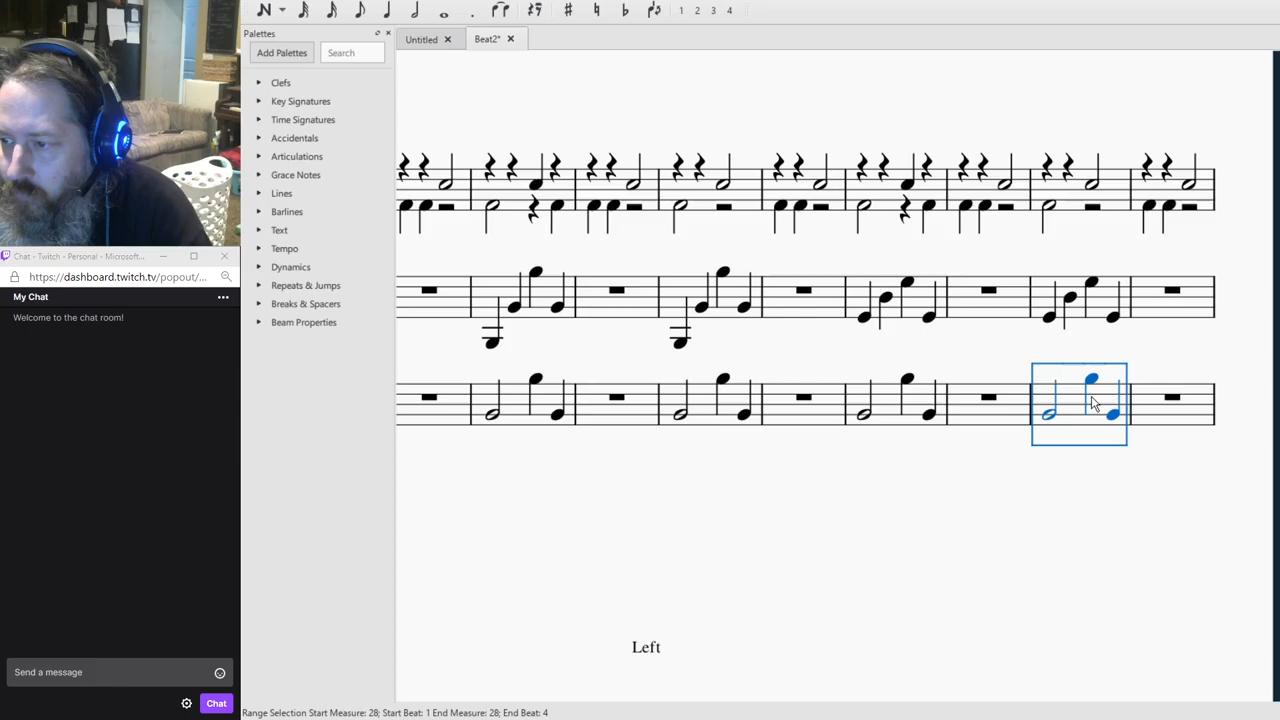 1 2 3 4
Palettes
Untitled
Beat2*
Add Palettes
Search
Clefs
Key Signatures
Time Signatures
Accidentals
Articulations
Grace Notes
Lines
Barlines
Text
Tempo
Dynamics
Repeats & Jumps
Breaks & Spacers
Beam Properties
Chat - Twitch - Personal - Microsoft...
https://dashboard.twitch.tv/popout/...
My Chat
Welcome to the chat room!
Send a message
Chat
Left
Range Selection Start Measure: 28; Start Beat: 1 End Measure: 28; End Beat: 4